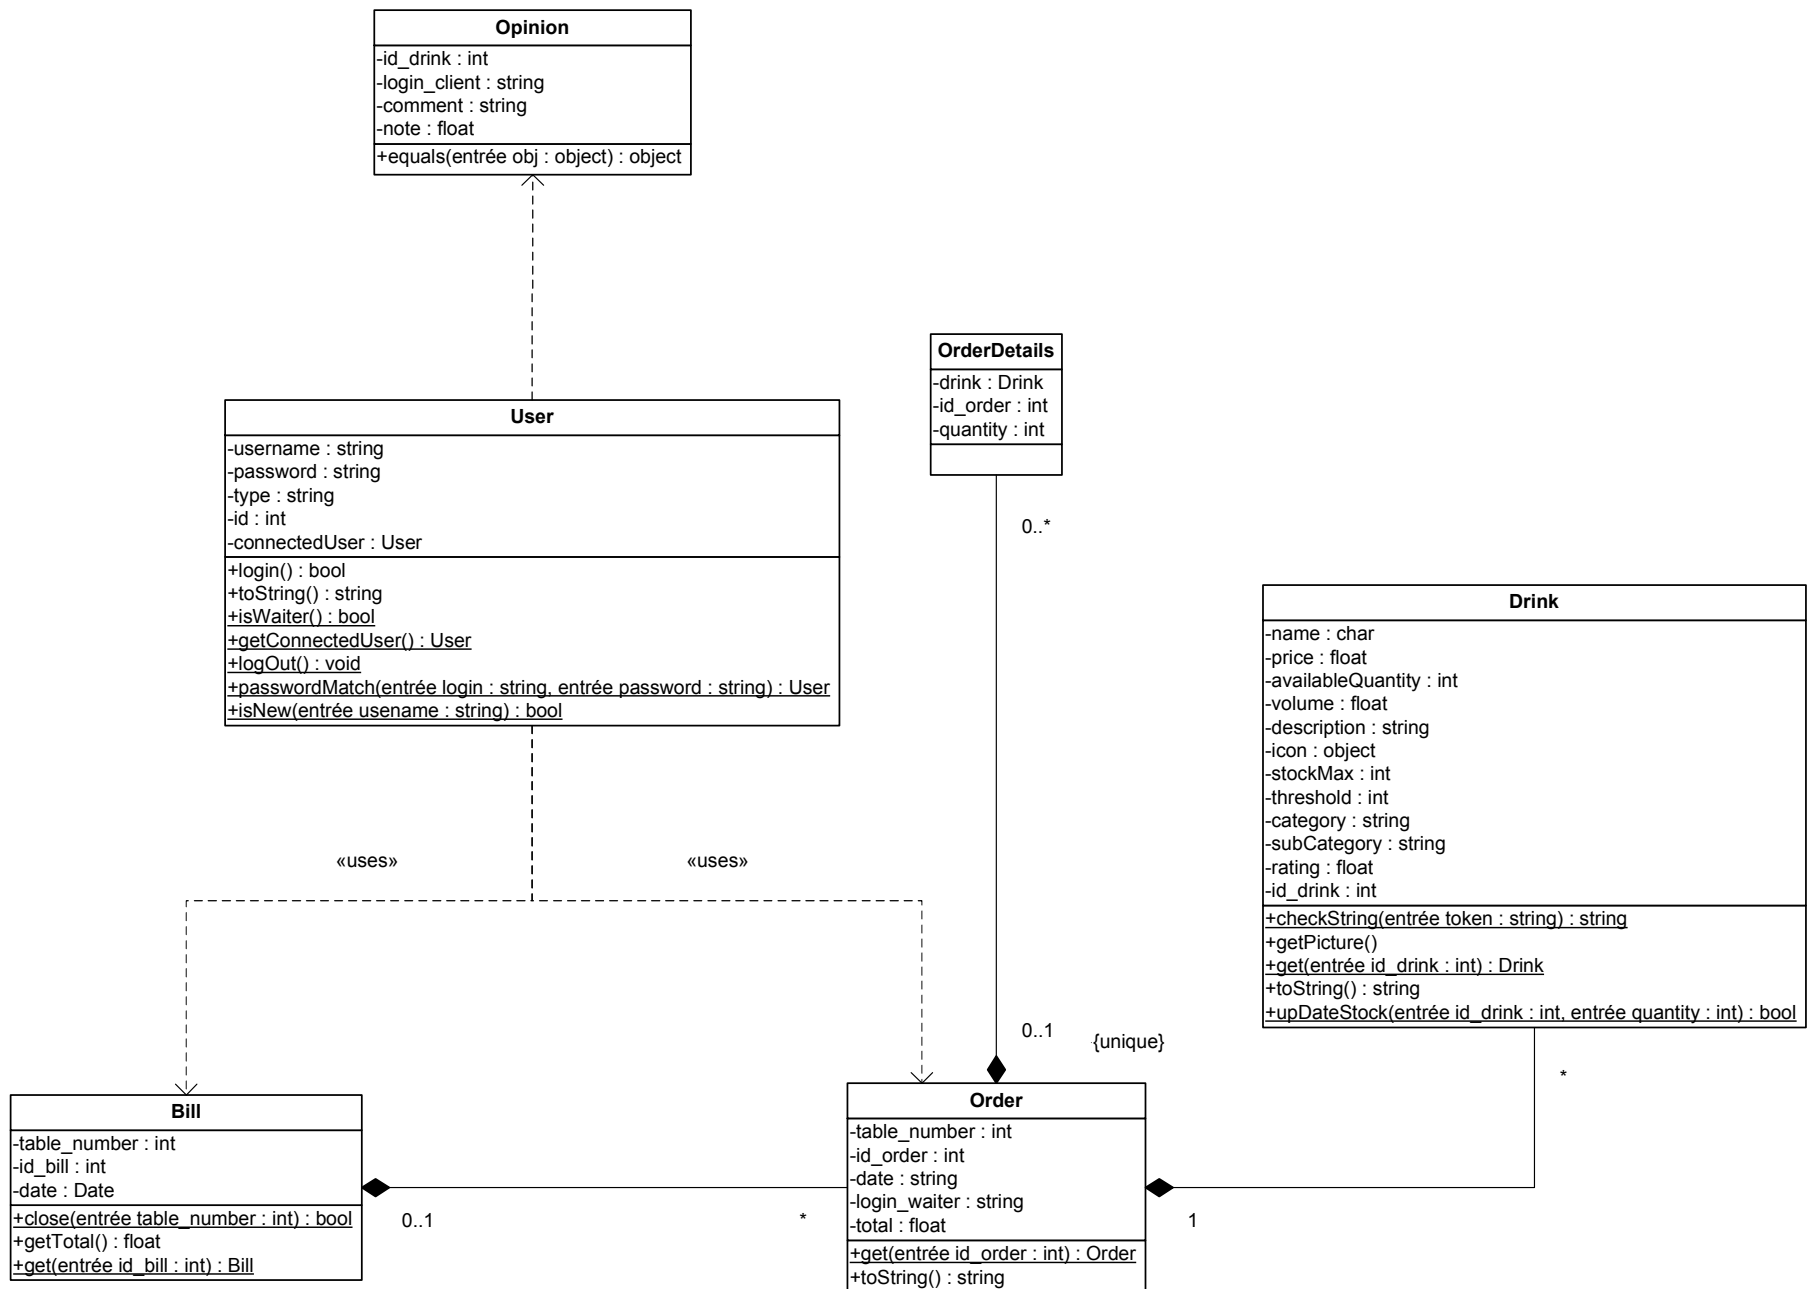 Opinion
-id_drink : int
-login_client : string
-comment : string
-note : float
+equals(entrée obj : object) : object
OrderDetails
-drink : Drink
-id_order : int
-quantity : int
0..*
User
-username : string
-password : string
-type : string
-id : int
-connectedUser : User
+login() : bool
+toString() : string
+isWaiter() : bool
+getConnectedUser() : User
+logOut() : void
+passwordMatch(entrée login : string, entrée password : string) : User
+isNew(entrée usename : string) : bool
«uses»
«uses»
Drink
-name : char
-price : float
-availableQuantity : int
-volume : float
-description : string
-icon : object
-stockMax : int
-threshold : int
-category : string
-subCategory : string
-rating : float
-id_drink : int
+checkString(entrée token : string) : string
+getPicture()
+get(entrée id_drink : int) : Drink
+toString() : string
+upDateStock(entrée id_drink : int, entrée quantity : int) : bool
0..1
{unique}
*
Bill
-table_number : int
-id_bill : int
-date : Date
+close(entrée table_number : int) : bool
+getTotal() : float
+get(entrée id_bill : int) : Bill
0..1
*
Order
-table_number : int
-id_order : int
-date : string
-login_waiter : string
-total : float
+get(entrée id_order : int) : Order
+toString() : string
1